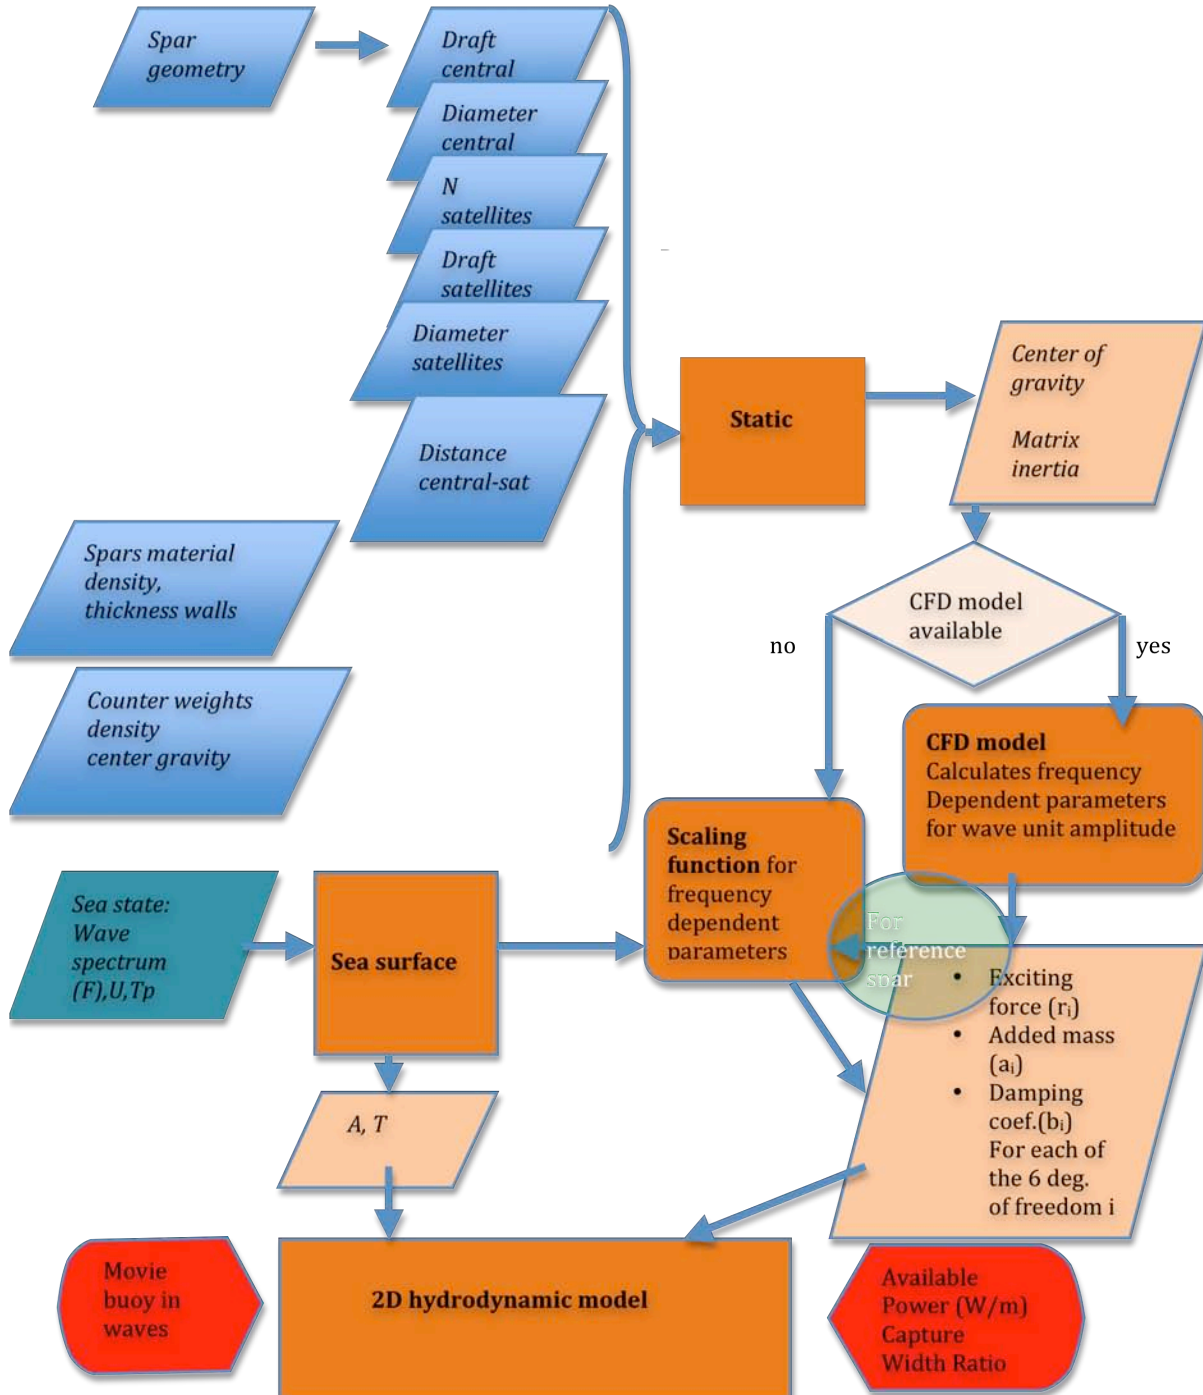 Spar
geometry
Draft
central
Diameter
central
N
satellites
Draft
satellites
Diameter
satellites
Distance
central-sat
Spars material
density,
thickness walls
Counter weights
density
center gravity
Static
Center of
gravity
Matrix
inertia
CFD model
available
no
yes
CFD model
Calculates frequency
Dependent parameters
for wave unit amplitude
Scaling
function for
frequency
dependent
parameters
For
reference
spar
Sea state:
Wave
spectrum
(F),U,Tp
Sea surface
A, T
• Exciting
force (rᵢ)
• Added mass
(aᵢ)
• Damping
coef.(bᵢ)
For each of
the 6 deg.
of freedom i
Movie
buoy in
waves
2D hydrodynamic model
Available
Power (W/m)
Capture
Width Ratio